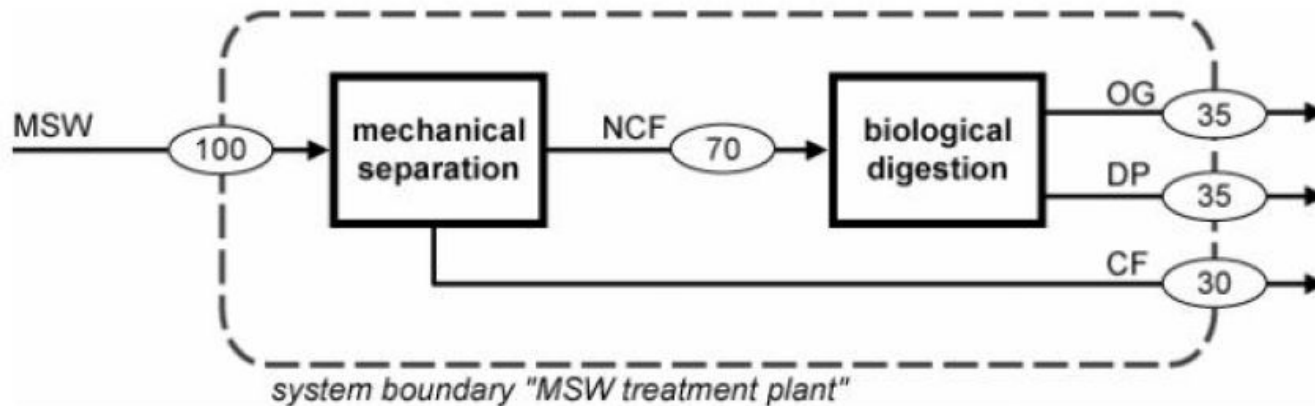 MSW
100
mechanical
separation
NCF
70
biological
digestion
OG
35
DP
35
CF
30
system boundary "MSW treatment plant"